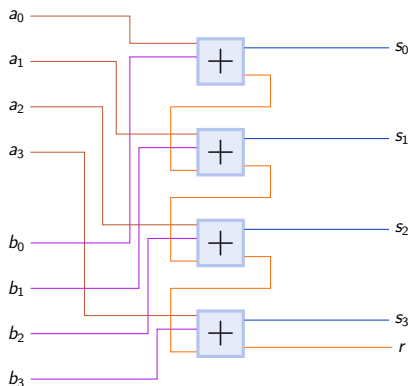 a₀
s₀
+
a₁
a₂
s₁
+
a₃
s₂
+
b₀
b₁
s₃
+
b₂
r
b₃